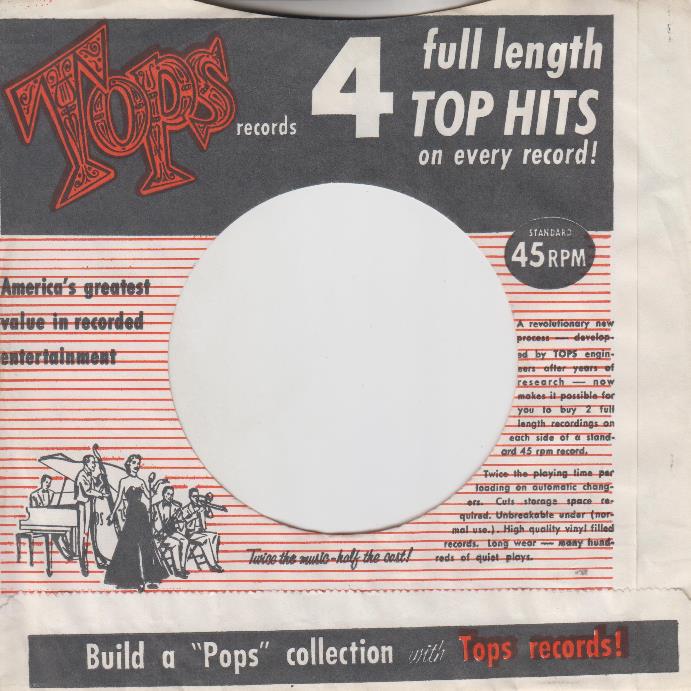 Tops
records
4
full length
TOP HITS
on every record!
STANDARD
45 RPM
America's greatest
value in recorded
entertainment
A revolutionary new
process — develop-
ed by TOPS engin-
eers after years of
research — now
makes it possible for
you to buy 2 full
length recordings on
each side of a stand-
ard 45 rpm record.
Twice the playing time per
loading on automatic chang-
ers. Cuts storage space re-
quired. Unbreakable under (nor-
mal use.). High quality vinyl filled
records. Long wear — many hund-
reds of quiet plays.
Twice the music - half the cost!
Build a "Pops" collection with Tops records!